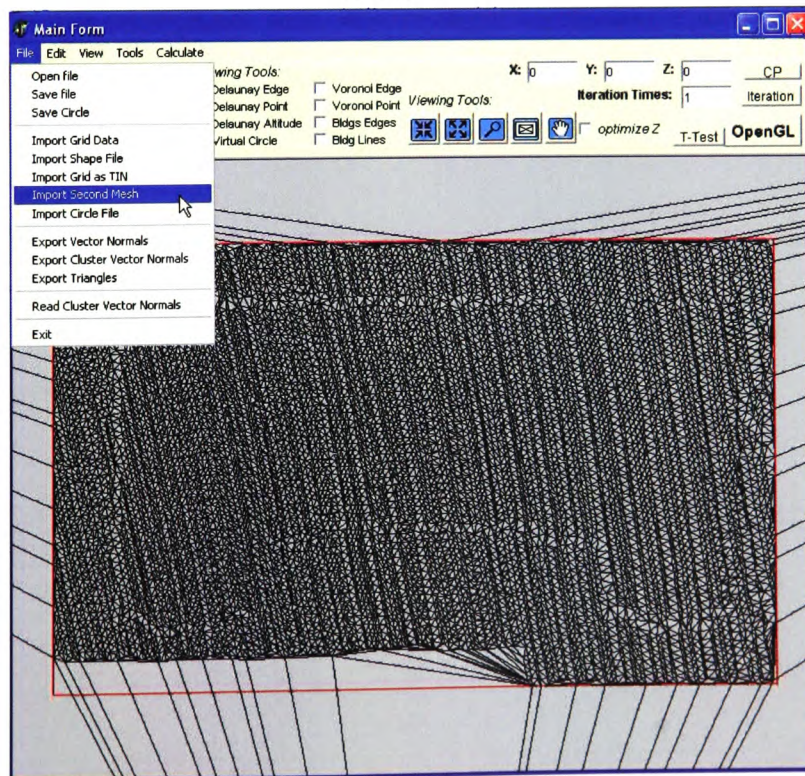 Main Form
File Edit View Tools Calculate
Open file
Save file
Save Circle
Import Grid Data
Import Shape File
Import Grid as TIN
Import Second Mesh
Import Circle File
Export Vector Normals
Export Cluster Vector Normals
Export Triangles
Read Cluster Vector Normals
Exit
wing Tools:
Delaunay Edge
Delaunay Point
Delaunay Altitude
Virtual Circle
Voronoi Edge
Voronoi Point
Bldgs Edges
Bldg Lines
Viewing Tools:
X: 0 Y: 0 Z: 0 CP
Iteration Times: 1 Iteration
optimize Z T-Test OpenGL